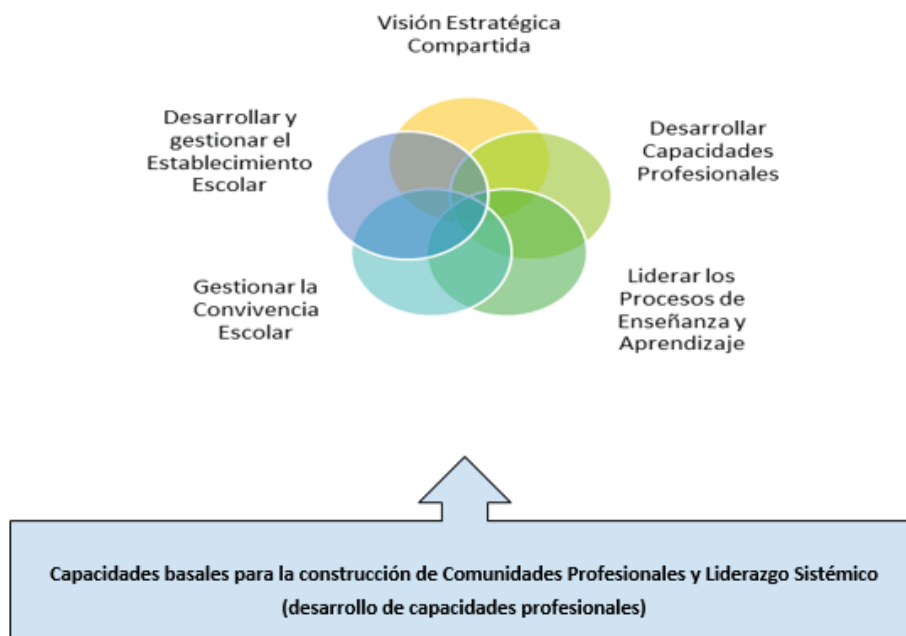 Visión Estratégica
Compartida
Desarrollar y
gestionar el
Establecimiento
Escolar
Desarrollar
Capacidades
Profesionales
Gestionar la
Convivencia
Escolar
Liderar los
Procesos de
Enseñanza y
Aprendizaje
Capacidades basales para la construcción de Comunidades Profesionales y Liderazgo Sistémico
(desarrollo de capacidades profesionales)